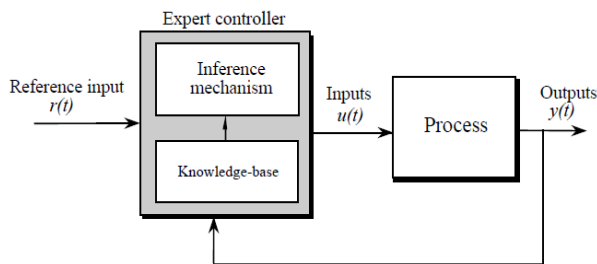 Expert controller
Reference input
r(t)
Inference
mechanism
Knowledge-base
Inputs
u(t)
Process
Outputs
y(t)